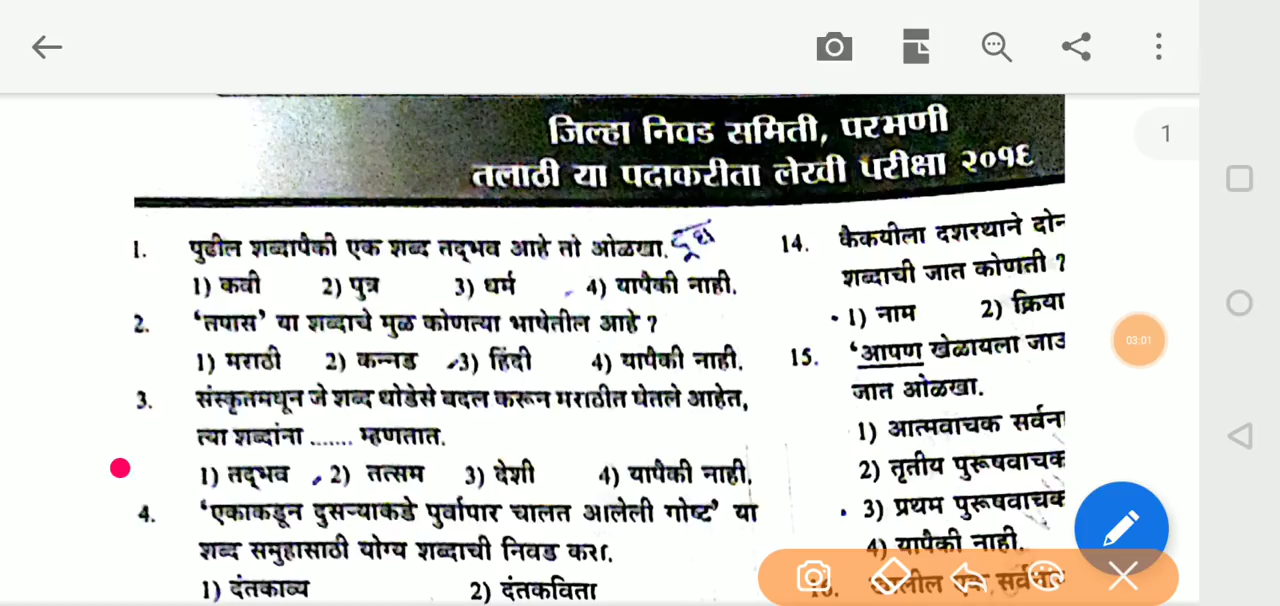 1
जिल्हा निवड समिती, परभणी
तलाठी या पदाकरीता लेखी परीक्षा २०१६
1. पुढील शब्दापैकी एक शब्द तद्भव आहे तो ओळखा. दूध
1) कवी 2) पुत्र 3) धर्म 4) यापैकी नाही.
2. 'तपास' या शब्दाचे मुळ कोणत्या भाषेतील आहे ?
1) मराठी 2) कन्नड 3) हिंदी 4) यापैकी नाही.
3. संस्कृतमधून जे शब्द थोडेसे बदल करून मराठीत घेतले आहेत,
त्या शब्दांना ....... म्हणतात.
1) तद्भव 2) तत्सम 3) देशी 4) यापैकी नाही.
4. 'एकाकडून दुसऱ्याकडे पुर्वापार चालत आलेली गोष्ट' या
शब्द समुहासाठी योग्य शब्दाची निवड करा.
1) दंतकाव्य 2) दंतकविता
14. कैकयीला दशरथाने दोन
शब्दाची जात कोणती ?
1) नाम 2) क्रिया
15. 'आपण खेळायला जाउ
जात ओळखा.
1) आत्मवाचक सर्वना
2) तृतीय पुरूषवाचक
3) प्रथम पुरूषवाचक
4) यापैकी नाही.
16. एक सर्वनाम
03:01